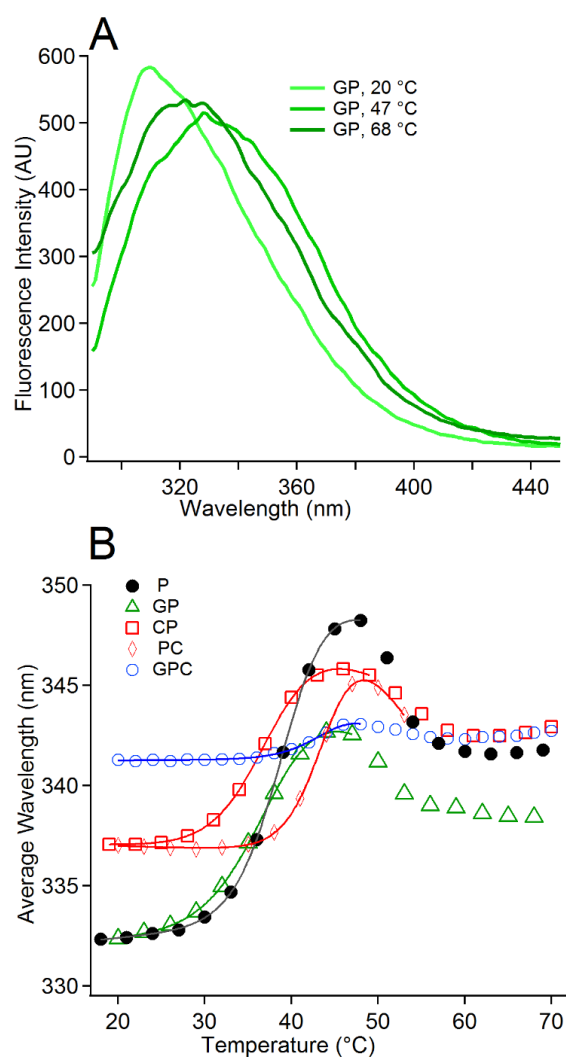 A
600
500
400
300
200
100
0
Fluorescence Intensity (AU)
GP, 20 °C
GP, 47 °C
GP, 68 °C
320 360 400 440
Wavelength (nm)
B
350
345
340
335
330
Average Wavelength (nm)
P
GP
CP
PC
GPC
20 30 40 50 60 70
Temperature (°C)